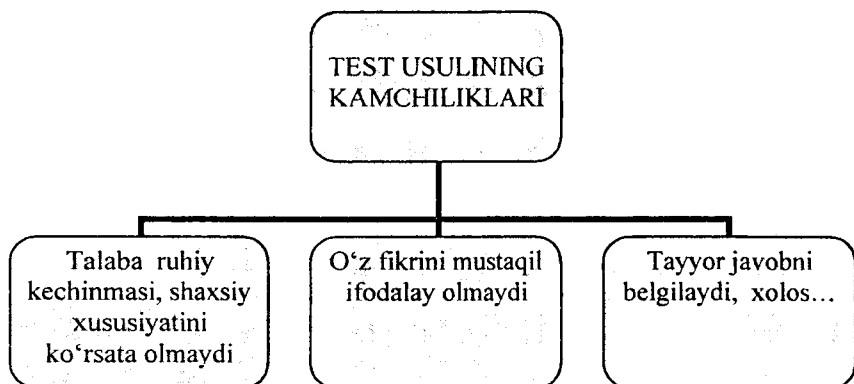 TEST USULINING
KAMCHILIKLARI
Talaba ruhiy
kechinmasi, shaxsiy
xususiyatini
ko‘rsata olmaydi
O‘z fikrini mustaqil
ifodalay olmaydi
Tayyor javobni
belgilaydi, xolos...